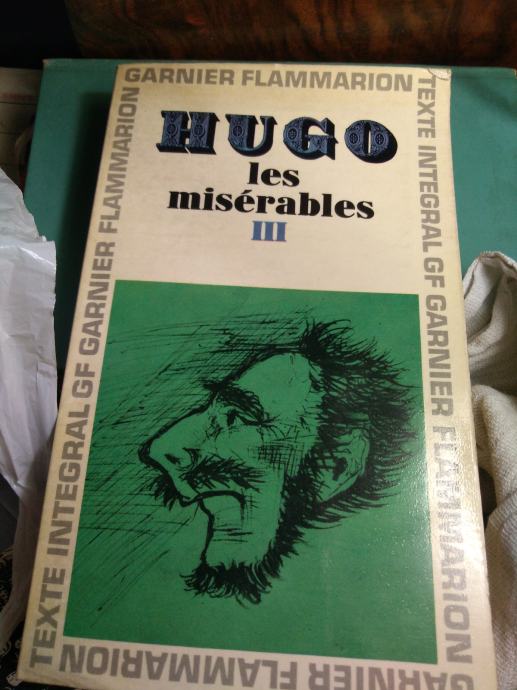 GARNIER FLAMMARION
HUGO
les
misérables
III
TEXTE INTEGRAL GF GARNIER FLAMMARION
TEXTE INTEGRAL GF GARNIER FLAMMARION
GARNIER FLAMMARION